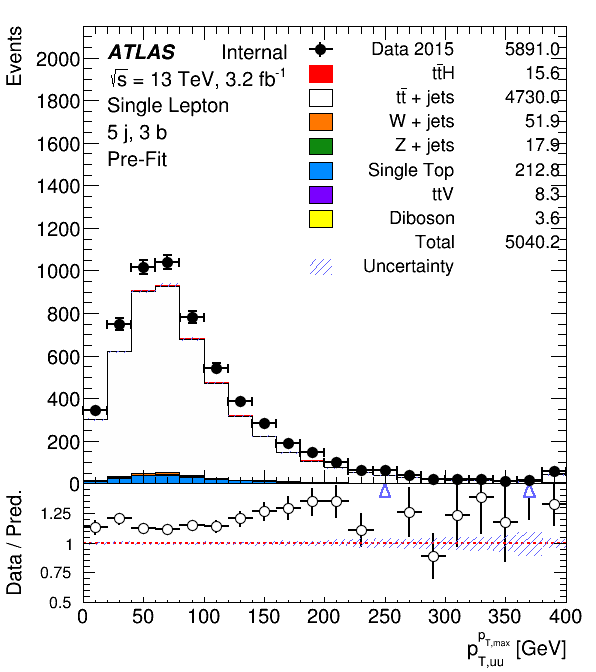 Events
2000
1800
1600
1400
1200
1000
800
600
400
200
0
ATLAS Internal
√s = 13 TeV, 3.2 fb-1
Single Lepton
5 j, 3 b
Pre-Fit
Data 2015 5891.0
tt̄H 15.6
tt̄ + jets 4730.0
W + jets 51.9
Z + jets 17.9
Single Top 212.8
ttV 8.3
Diboson 3.6
Total 5040.2
Uncertainty
Data / Pred.
1.25
1
0.75
0.5
0 50 100 150 200 250 300 350 400
p_{T,uu}^{p_{T,max}} [GeV]